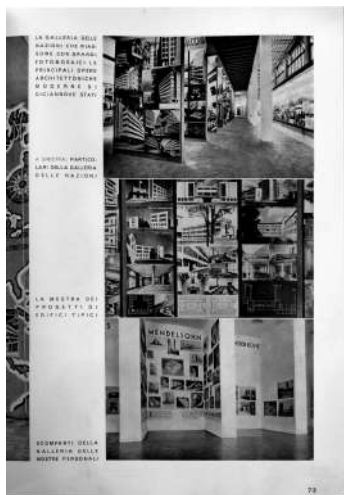 LA GALLERIA DELLE
NAZIONI CHE RIAS-
SUME CON GRANDI
FOTOMOSAICI LE
PRINCIPALI OPERE
ARCHITETTONICHE
MODERNE DI
DICIANNOVE STATI
A SINISTRA: PARTICO-
LARI DELLA GALLERIA
DELLE NAZIONI
LA MOSTRA DEI
PROGETTI DI
EDIFICI TIPICI
MENDELSOHN
SCOMPARTI DELLA
GALLERIA DELLE
MOSTRE PERSONALI
73